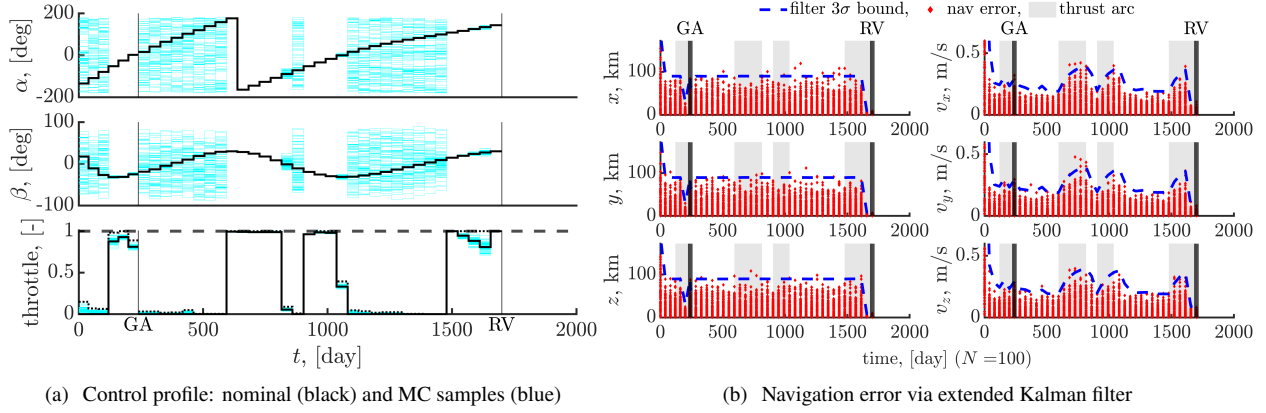 200
0
-200
α, [deg]
100
0
-100
β, [deg]
1
0.5
0
throttle, [-]
0 GA 500 1000 1500 RV 2000
t, [day]
(a) Control profile: nominal (black) and MC samples (blue)
filter 3σ bound, nav error, thrust arc
GA RV GA RV
100
0
x, km
0 500 1000 1500 2000
0.5
0
v_x, m/s
0 500 1000 1500 2000
100
0
y, km
0 500 1000 1500 2000
0.5
0
v_y, m/s
0 500 1000 1500 2000
100
0
z, km
0 500 1000 1500 2000
0.5
0
v_z, m/s
0 500 1000 1500 2000
time, [day] (N =100)
(b) Navigation error via extended Kalman filter